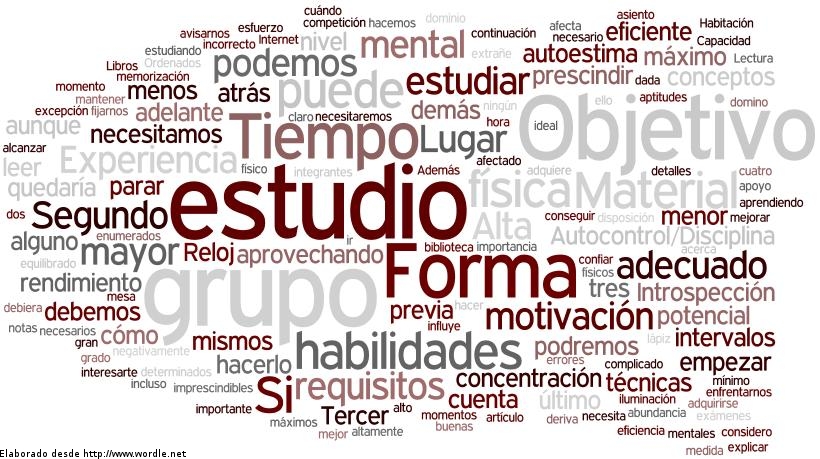 cuándo
asiento
avisarnos esfuerzo competición hacemos dominio afecta Habitación
incorrecto Internet nivel mental continuación necesario eficiente Capacidad
estudiando podemos extrañe autoestima máximo Lectura
Libros Ordenados
memorización puede estudiar prescindir dada conceptos
momento menos atrás
mantener demás ningún ello aptitudes
excepción fijarnos adelante claro necesitaremos hora ideal Objetivo domino
aunque necesitamos Tiempo Lugar
alcanzar afectado
leer Experiencia físico integrantes Además adquiere detalles cuatro
quedaría parar estudio física Material apoyo
aprendiendo
dos Segundo Alta conseguir disposición menor mejorar
alguno enumerados ir Autocontrol/Disciplina
mayor Reloj aprovechando biblioteca importancia acerca
equilibrado Forma confiar adecuado
rendimiento grupo físicos
mesa tres Introspección
debiera debemos previa hacer motivación potencial
notas necesarios cómo influye lápiz
gran mismos intervalos
grado negativamente habilidades podremos
interesarte determinados hacerlo errores complicado empezar
incluso imprescindibles Si requisitos concentración técnicas mínimo
enfrentarnos
importante cuenta último iluminación adquirirse
Tercer alto momentos artículo deriva necesita abundancia exámenes
máximos buenas
mejor altamente eficiencia mentales considero
medida explicar
Elaborado desde http://www.wordle.net